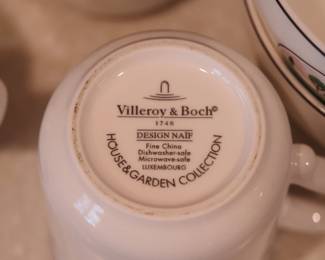 Villeroy & Boch©
1748
DESIGN NAIF
Fine China
Dishwasher-safe
Microwave-safe
LUXEMBOURG
HOUSE&GARDEN COLLECTION